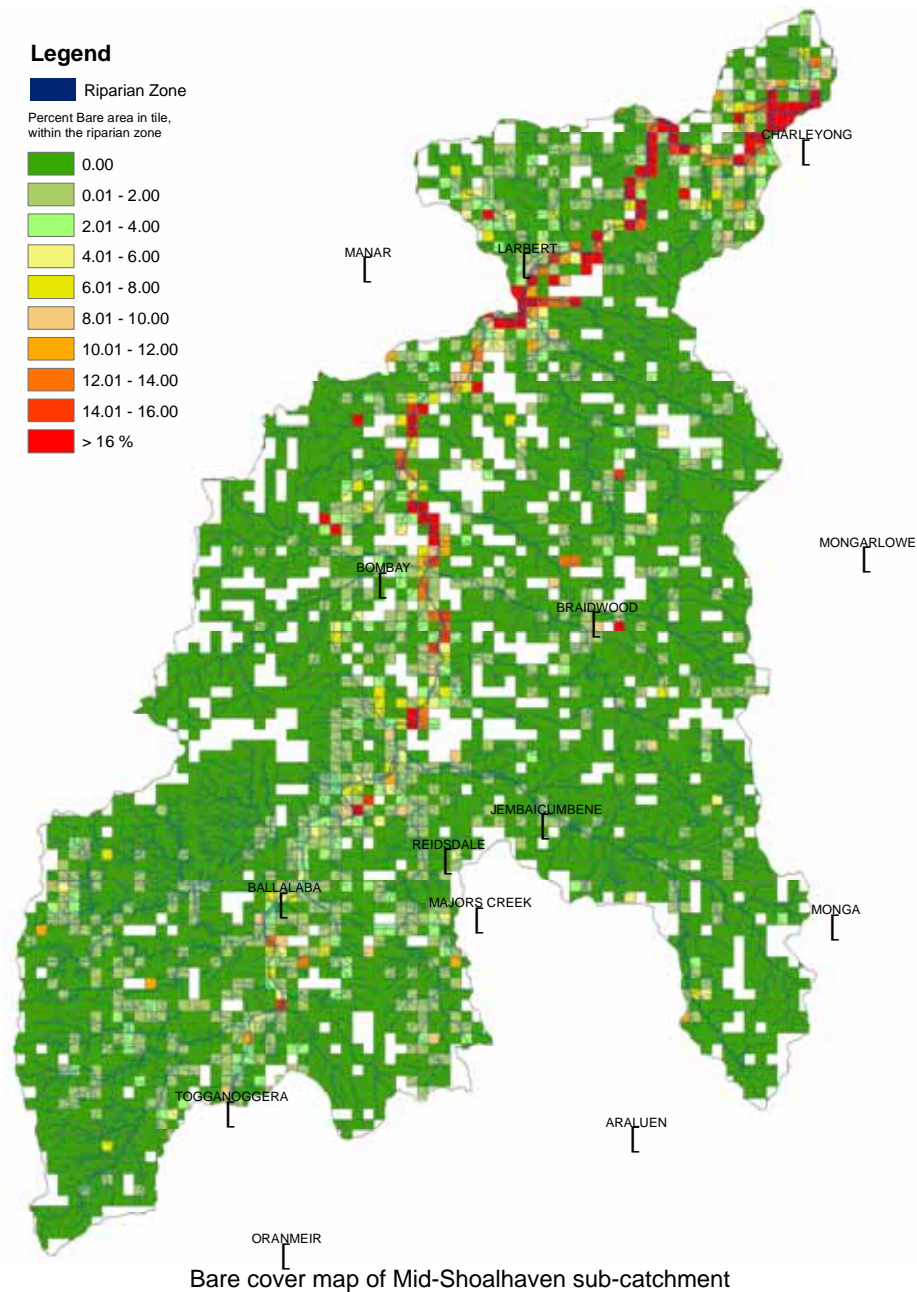 Legend
Riparian Zone
Percent Bare area in tile,
within the riparian zone
0.00
0.01 - 2.00
2.01 - 4.00
4.01 - 6.00
6.01 - 8.00
8.01 - 10.00
10.01 - 12.00
12.01 - 14.00
14.01 - 16.00
> 16 %
CHARLEYONG
MANAR
LARBERT
MONGARLOWE
BOMBAY
BRAIDWOOD
JEMBAICUMBENE
REIDSDALE
BALLALABA
MAJORS CREEK
MONGA
TOGGANOGGERA
ARALUEN
ORANMEIR
Bare cover map of Mid-Shoalhaven sub-catchment